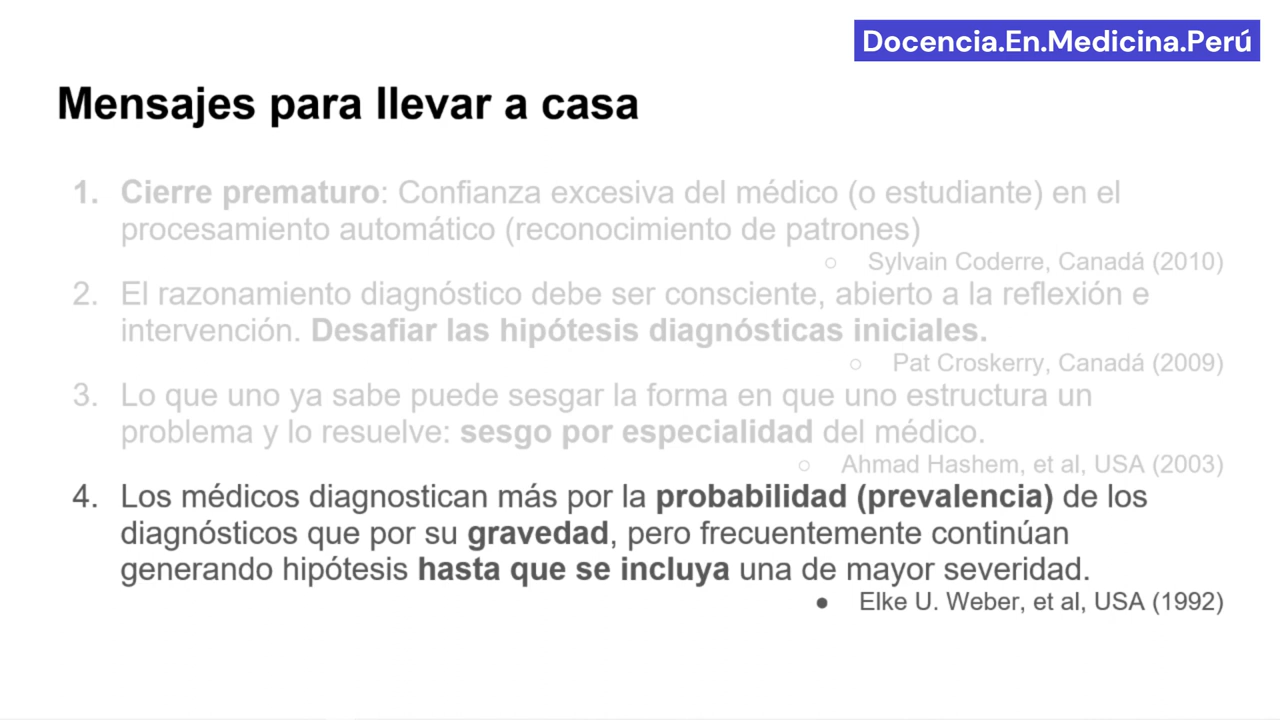 Docencia.En.Medicina.Perú
Mensajes para llevar a casa
1. Cierre prematuro: Confianza excesiva del médico (o estudiante) en el
procesamiento automático (reconocimiento de patrones)
○ Sylvain Coderre, Canadá (2010)
2. El razonamiento diagnóstico debe ser consciente, abierto a la reflexión e
intervención. Desafiar las hipótesis diagnósticas iniciales.
○ Pat Croskerry, Canadá (2009)
3. Lo que uno ya sabe puede sesgar la forma en que uno estructura un
problema y lo resuelve: sesgo por especialidad del médico.
○ Ahmad Hashem, et al, USA (2003)
4. Los médicos diagnostican más por la probabilidad (prevalencia) de los
diagnósticos que por su gravedad, pero frecuentemente continúan
generando hipótesis hasta que se incluya una de mayor severidad.
● Elke U. Weber, et al, USA (1992)